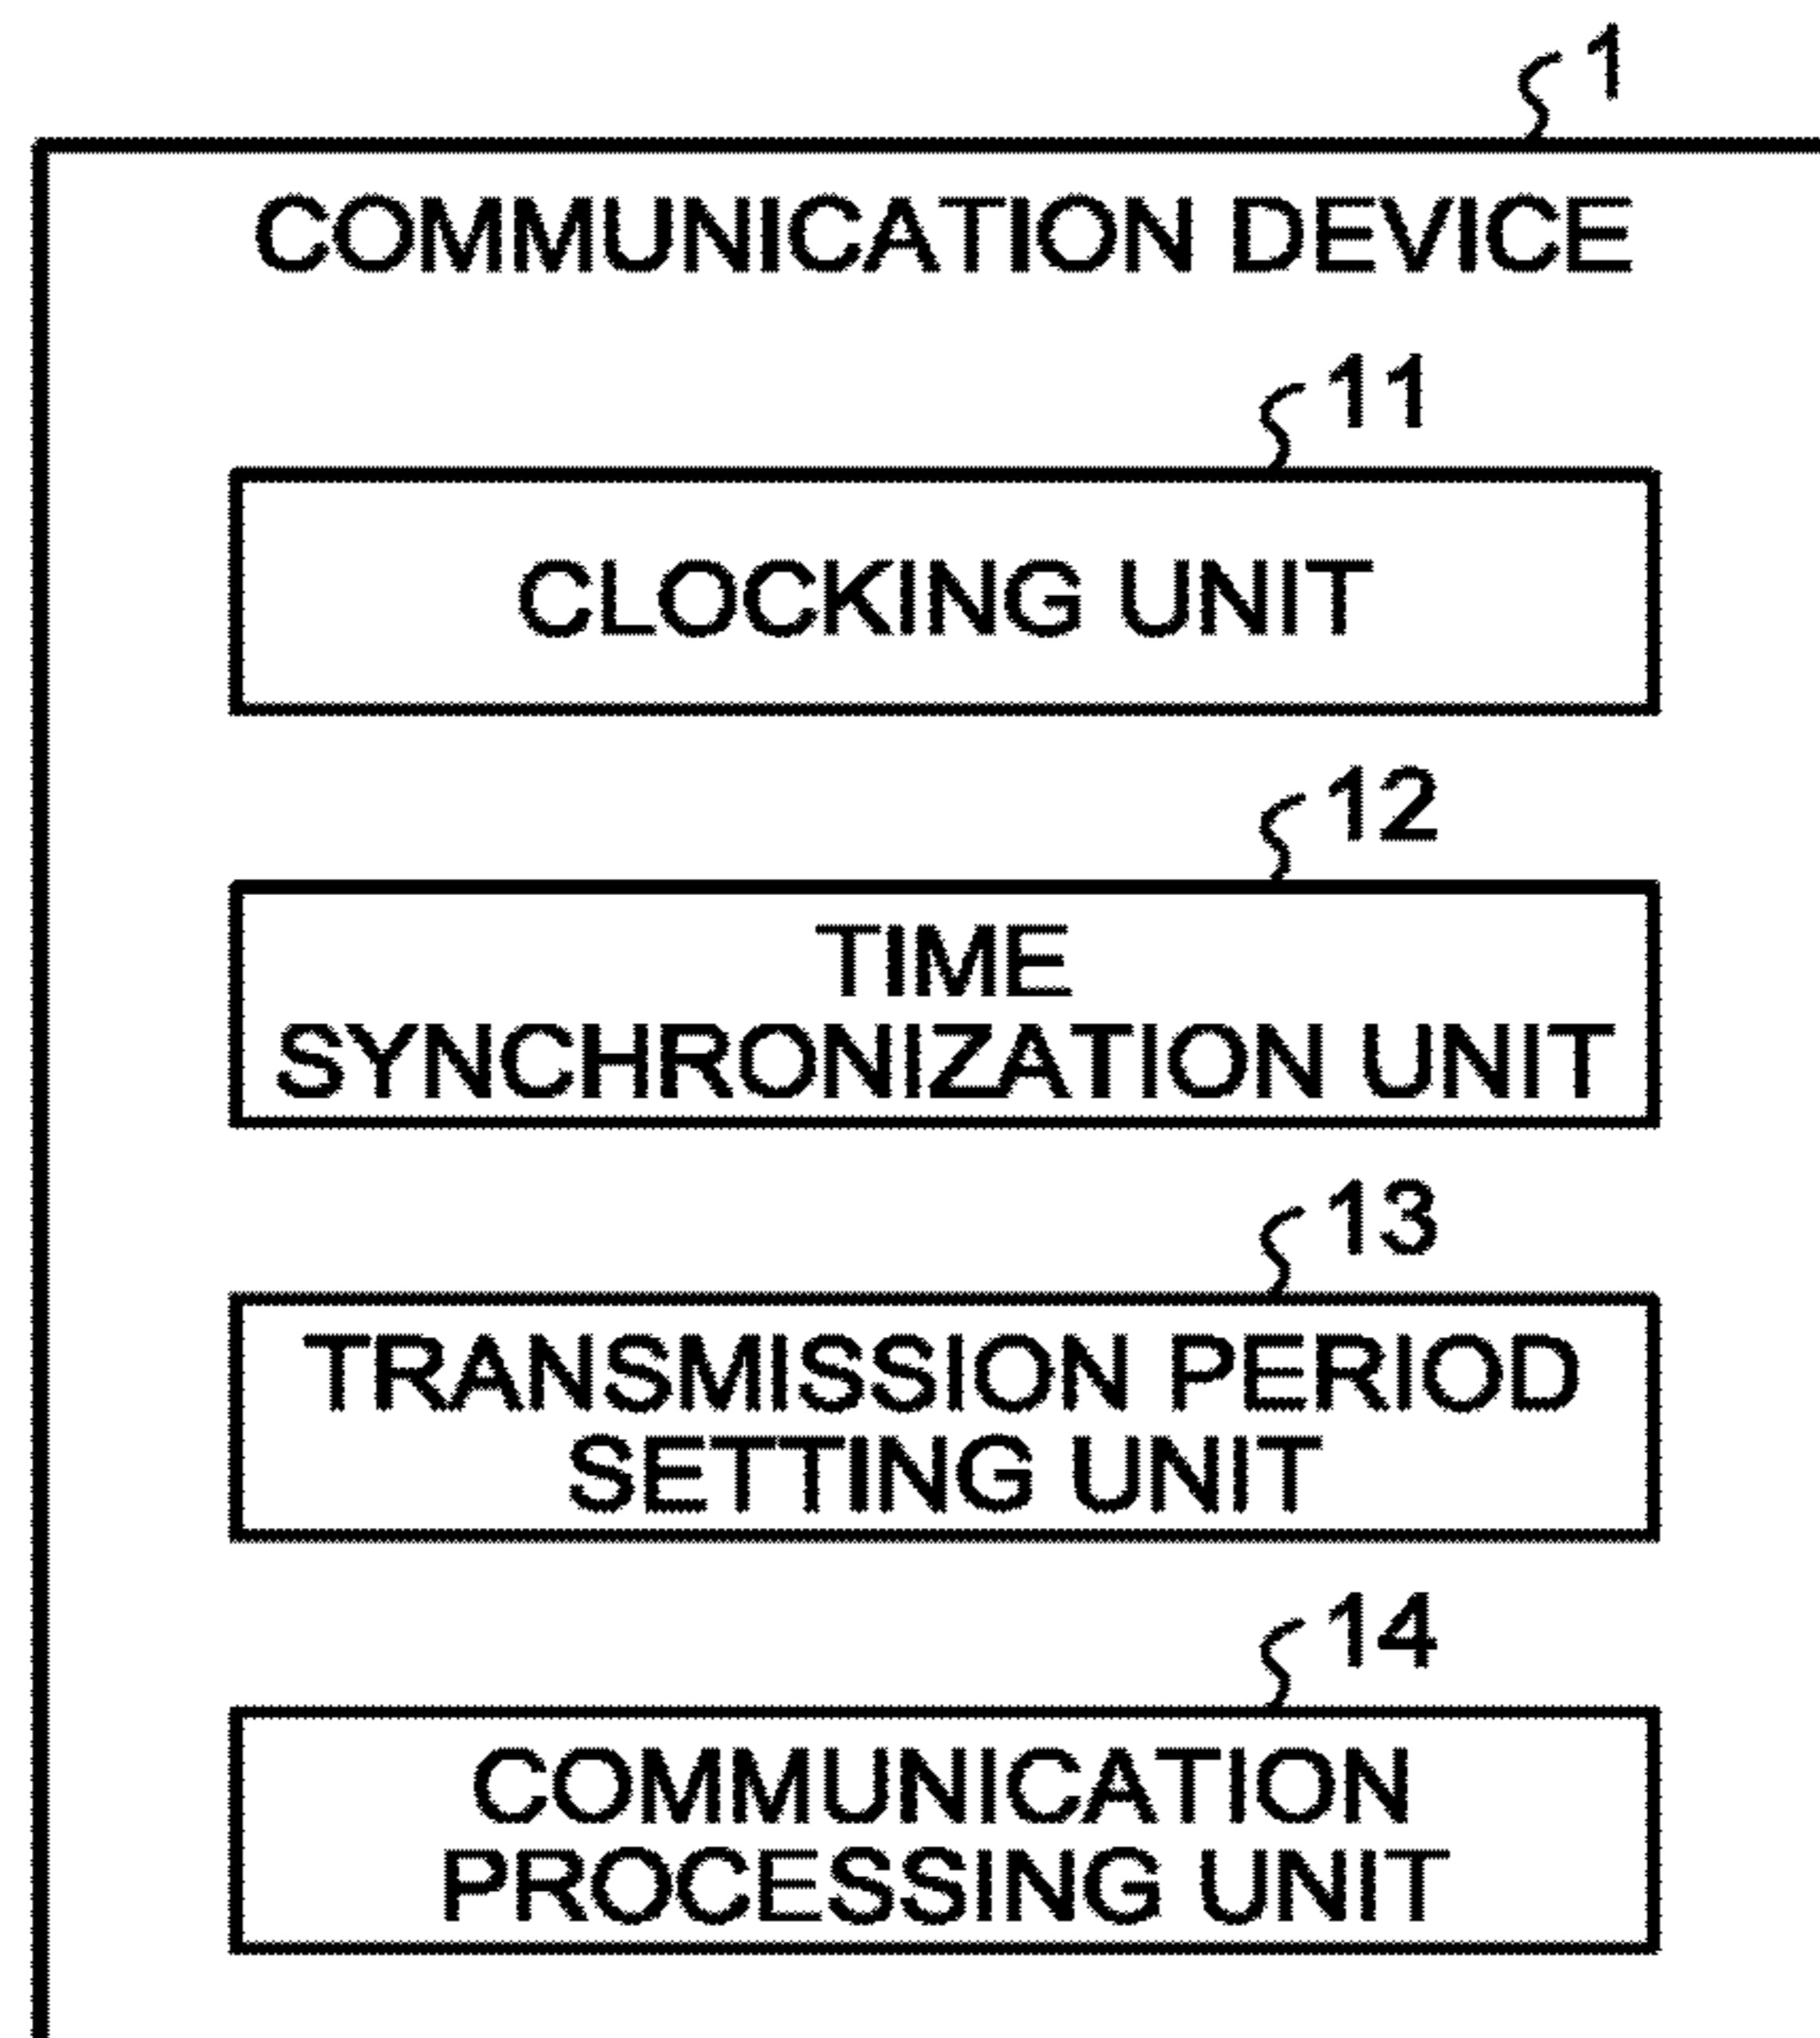 1
COMMUNICATION DEVICE
11
CLOCKING UNIT
12
TIME
SYNCHRONIZATION UNIT
13
TRANSMISSION PERIOD
SETTING UNIT
14
COMMUNICATION
PROCESSING UNIT